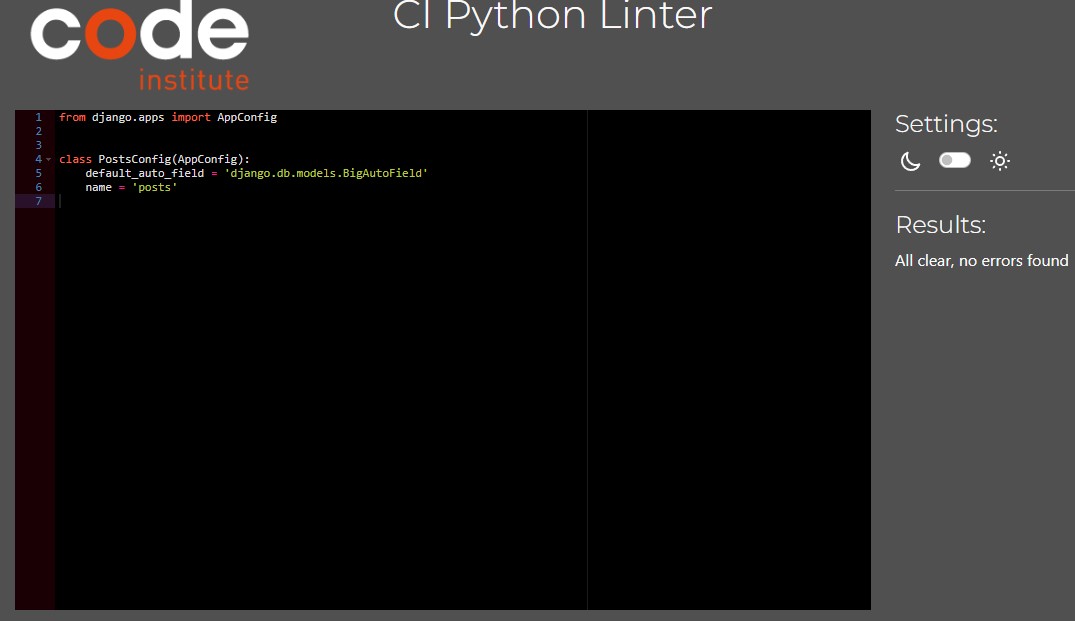 code
institute
CI Python Linter
1 from django.apps import AppConfig
2
3
4 class PostsConfig(AppConfig):
5     default_auto_field = 'django.db.models.BigAutoField'
6     name = 'posts'
7
Settings:
Results:
All clear, no errors found